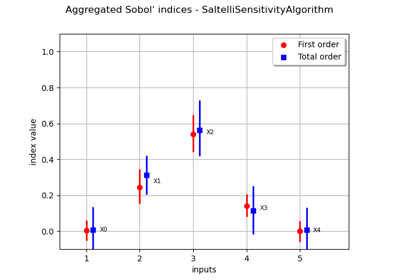 Aggregated Sobol' indices - SaltelliSensitivityAlgorithm
First order
Total order
1.0
0.8
0.6
0.4
0.2
0.0
index value
X0
X1
X2
X3
X4
1 2 3 4 5
inputs